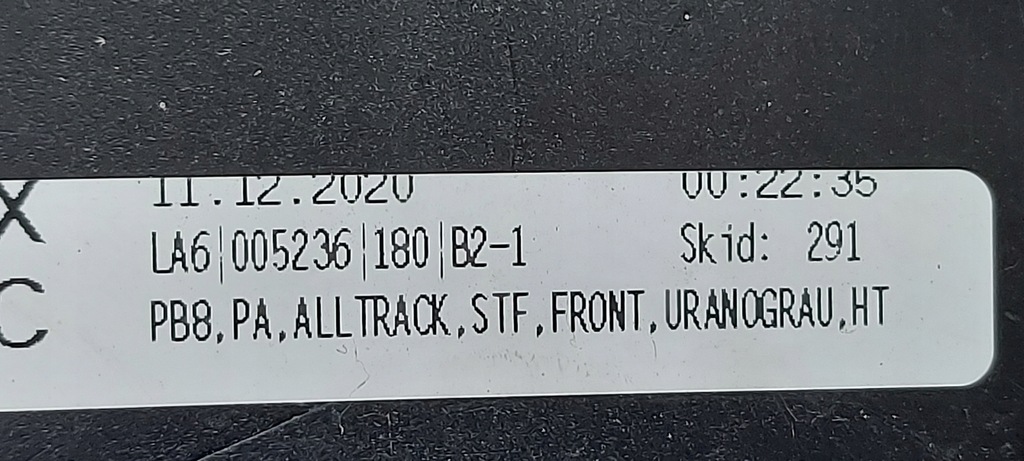 X 11.12.2020 00:22:35
LA6|005236|180|B2-1 Skid: 291
C PB8,PA,ALLTRACK,STF,FRONT,URANOGRAU,HT